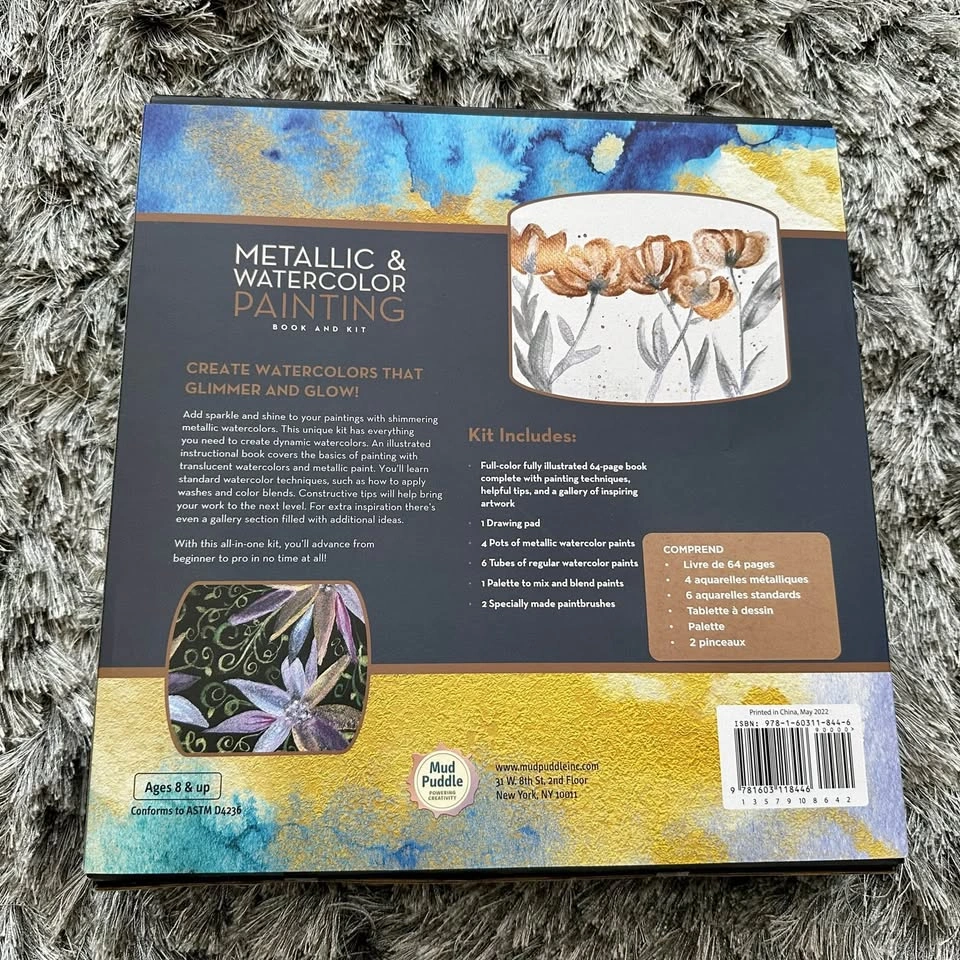 METALLIC &
WATERCOLOR
PAINTING
BOOK AND KIT
CREATE WATERCOLORS THAT
GLIMMER AND GLOW!
Add sparkle and shine to your paintings with shimmering
metallic watercolors. This unique kit has everything
you need to create dynamic watercolors. An illustrated
instructional book covers the basics of painting with
translucent watercolors and metallic paint. You'll learn
standard watercolor techniques, such as how to apply
washes and color blends. Constructive tips will help bring
your work to the next level. For extra inspiration there's
even a gallery section filled with additional ideas.
With this all-in-one kit, you'll advance from
beginner to pro in no time at all!
Kit Includes:
· Full-color fully illustrated 64-page book
complete with painting techniques,
helpful tips, and a gallery of inspiring
artwork
· 1 Drawing pad
· 4 Pots of metallic watercolor paints
· 6 Tubes of regular watercolor paints
· 1 Palette to mix and blend paints
· 2 Specially made paintbrushes
COMPREND
• Livre de 64 pages
• 4 aquarelles métalliques
• 6 aquarelles standards
• Tablette à dessin
• Palette
• 2 pinceaux
Ages 8 & up
Conforms to ASTM D4236
Mud
Puddle
POWERING
CREATIVITY
www.mudpuddleinc.com
31 W. 8th St, 2nd Floor
New York, NY 10011
Printed in China, May 2022
ISBN: 978-1-60311-844-6
90000>
9 781603 118446
1 3 5 7 9 10 8 6 4 2